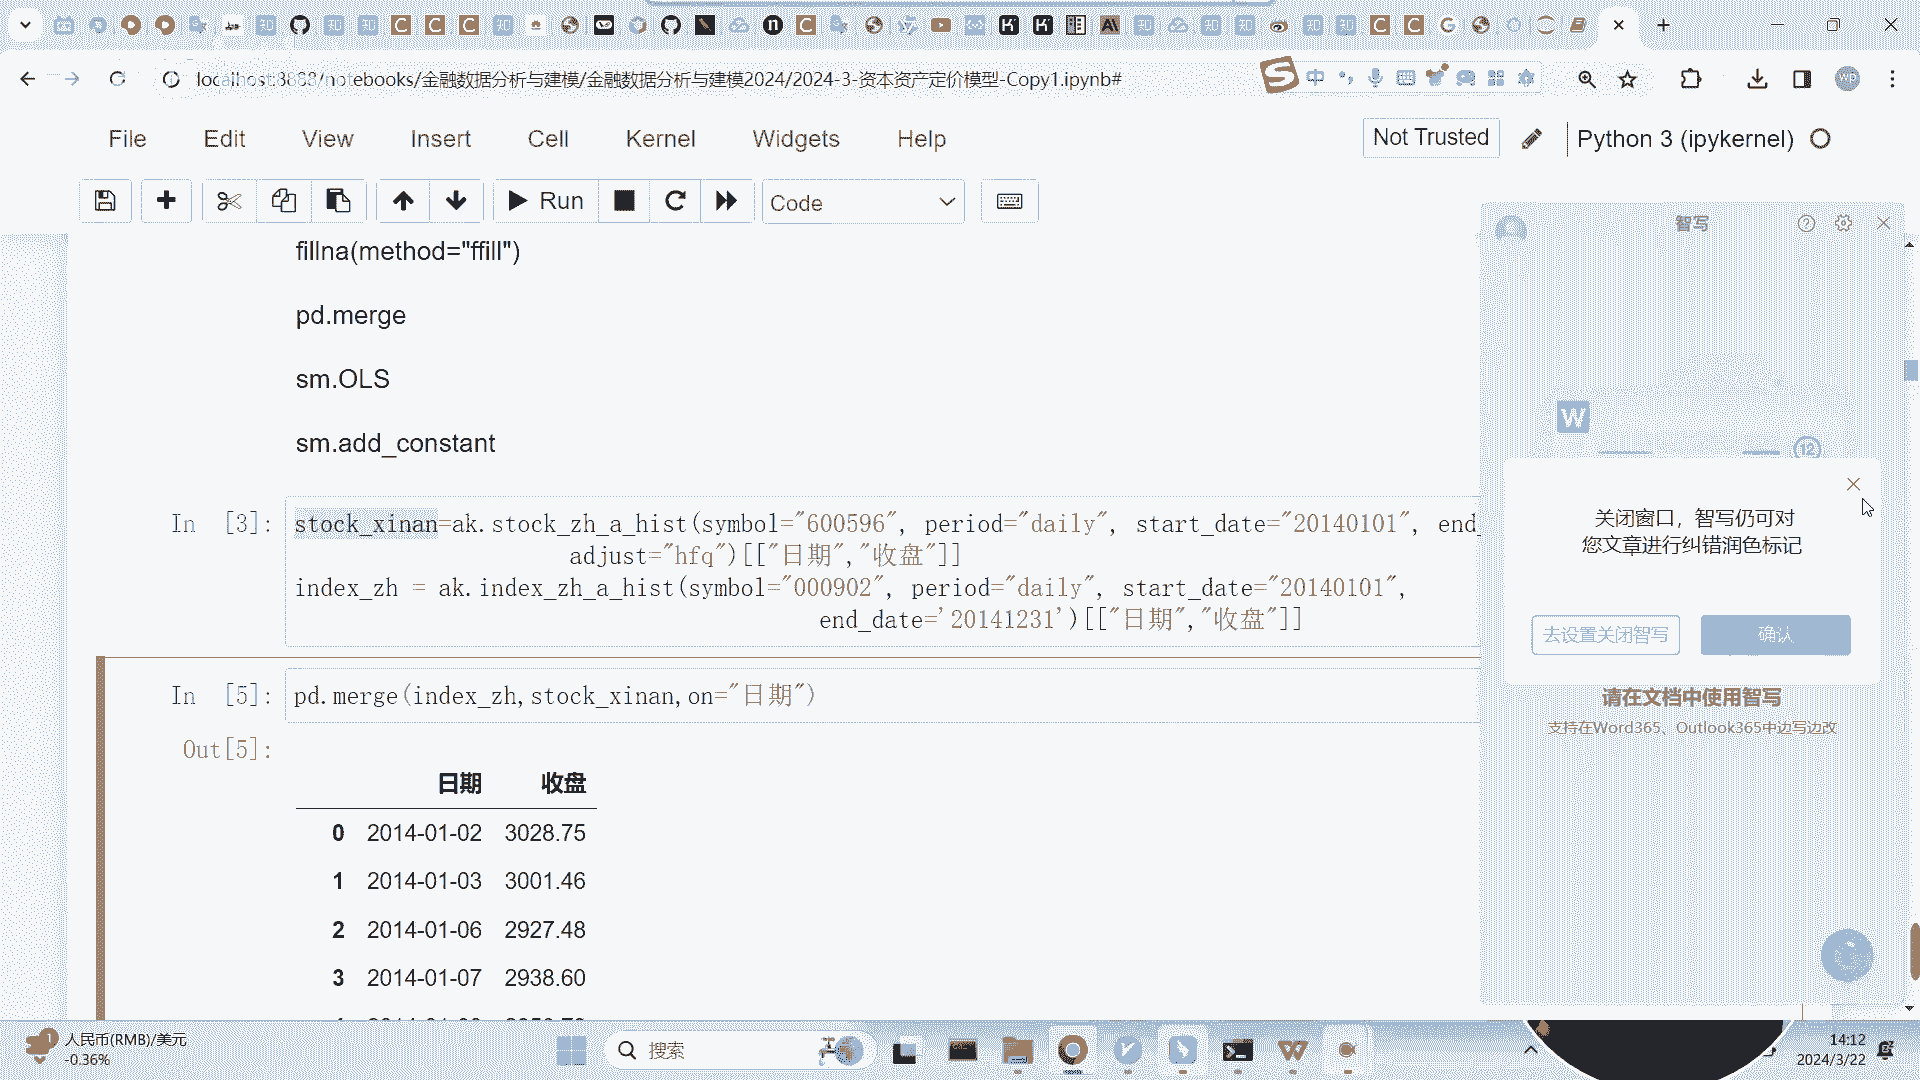 localhost:8888/notebooks/金融数据分析与建模/金融数据分析与建模2024/2024-3-资本资产定价模型-Copy1.ipynb#
中
wp
File Edit View Insert Cell Kernel Widgets Help
Not Trusted
Python 3 (ipykernel)
Run
Code
智写
fillna(method="ffill")
pd.merge
sm.OLS
sm.add_constant
In [3]:
stock_xinan=ak.stock_zh_a_hist(symbol="600596", period="daily", start_date="20140101", end_
adjust="hfq")[["日期","收盘"]]
index_zh = ak.index_zh_a_hist(symbol="000902", period="daily", start_date="20140101",
end_date='20141231')[["日期","收盘"]]
In [5]:
pd.merge(index_zh,stock_xinan,on="日期")
Out[5]:
日期 收盘
0 2014-01-02 3028.75
1 2014-01-03 3001.46
2 2014-01-06 2927.48
3 2014-01-07 2938.60
W
12
关闭窗口，智写仍可对
您文章进行纠错润色标记
去设置关闭智写
确认
请在文档中使用智写
支持在Word365、Outlook365中边写边改
1
人民币(RMB)/美元
-0.36%
搜索
14:12
2024/3/22